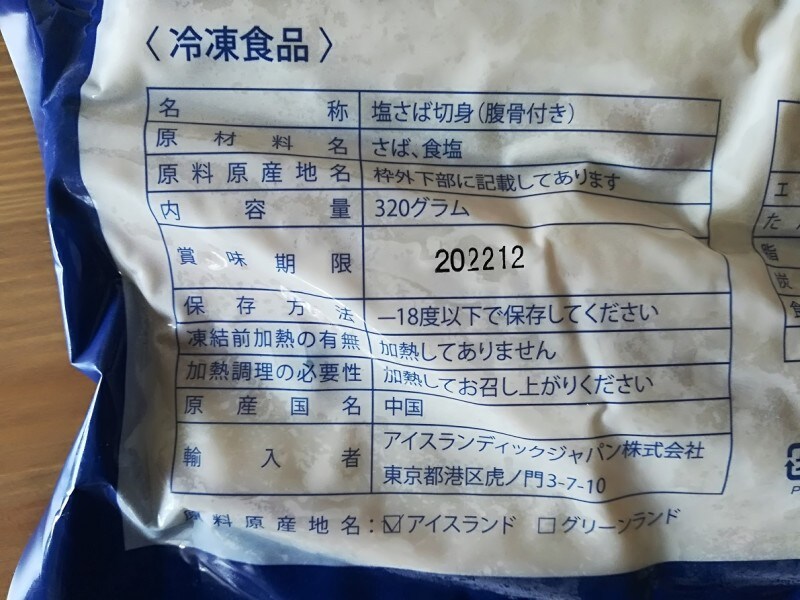 〈冷凍食品〉
名称 塩さば切身(腹骨付き)
原材料名 さば、食塩
原料原産地名 枠外下部に記載してあります
内容量 320グラム
賞味期限 202212
保存方法 ―18度以下で保存してください
凍結前加熱の有無 加熱してありません
加熱調理の必要性 加熱してお召し上がりください
原産国名 中国
輸入者 アイスランディックジャパン株式会社
東京都港区虎ノ門3-7-10
原料原産地名:☑アイスランド □グリーンランド
エ
た
脂
炭